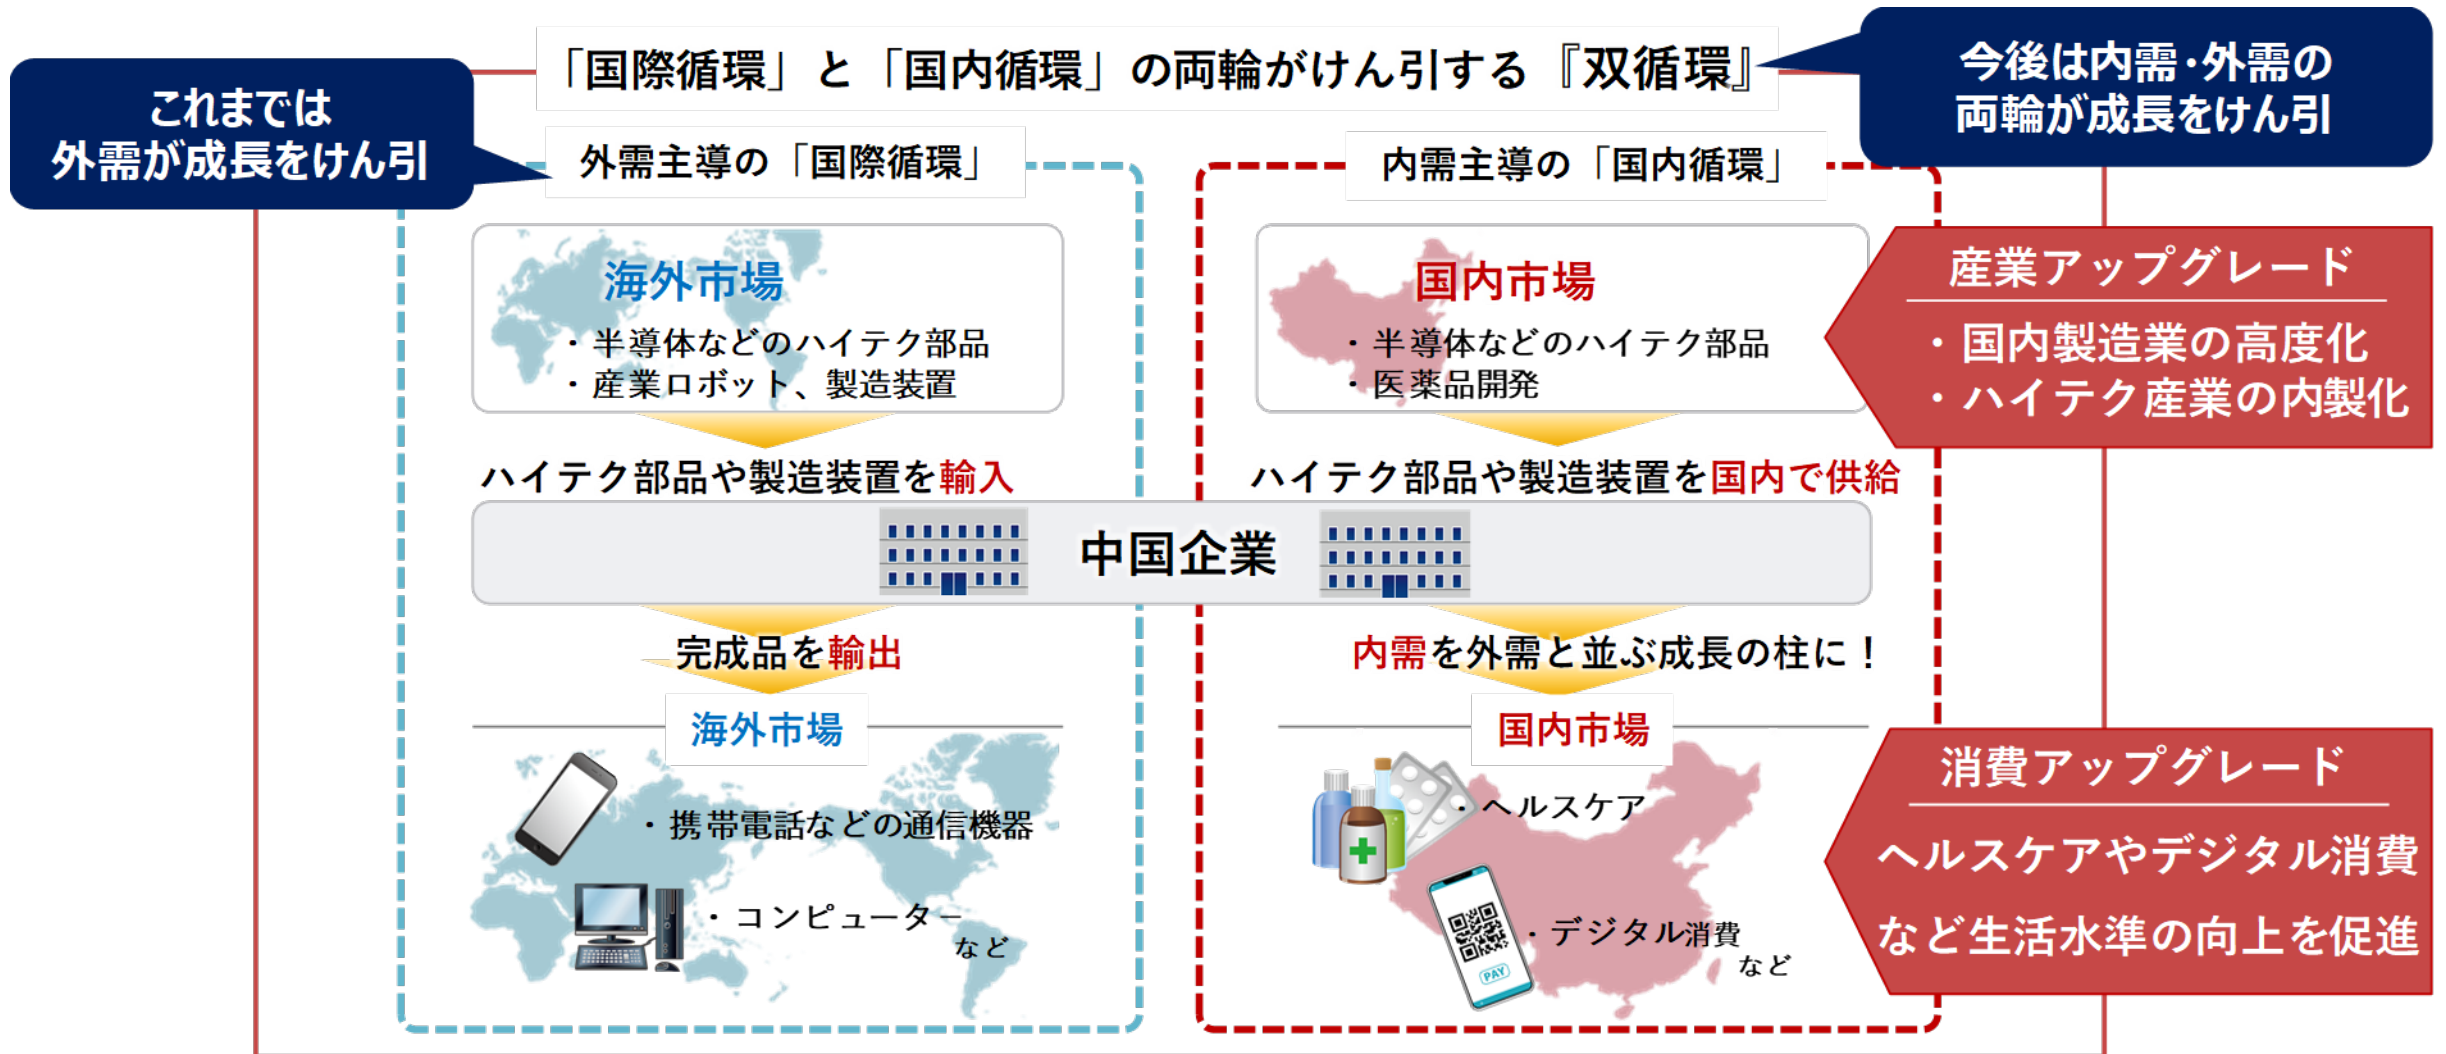 「国際循環」と「国内循環」の両輪がけん引する『双循環』
これまでは
外需が成長をけん引
今後は内需・外需の
両輪が成長をけん引
外需主導の「国際循環」
海外市場
・半導体などのハイテク部品
・産業ロボット、製造装置
ハイテク部品や製造装置を輸入
内需主導の「国内循環」
国内市場
・半導体などのハイテク部品
・医薬品開発
ハイテク部品や製造装置を国内で供給
産業アップグレード
・国内製造業の高度化
・ハイテク産業の内製化
中国企業
完成品を輸出
海外市場
・携帯電話などの通信機器
・コンピューター
など
内需を外需と並ぶ成長の柱に！
国内市場
・ヘルスケア
・デジタル消費
など
PAY
消費アップグレード
ヘルスケアやデジタル消費
など生活水準の向上を促進